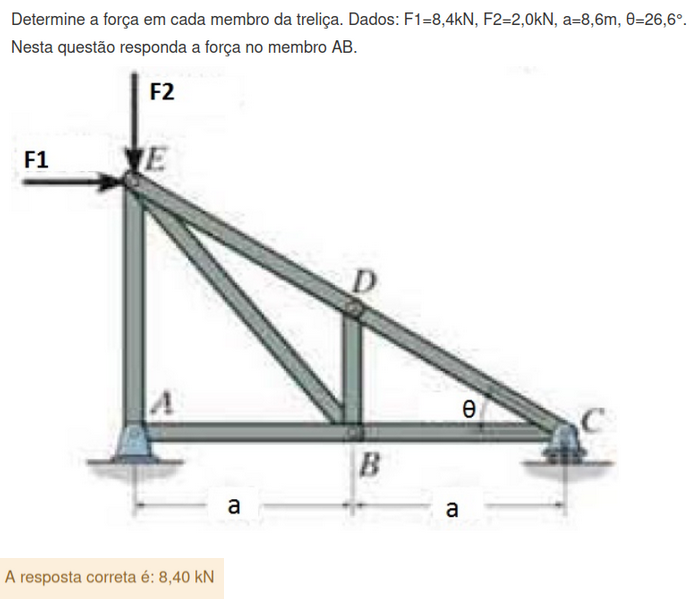 Determine a força em cada membro da treliça. Dados: F1=8,4kN, F2=2,0kN, a=8,6m, θ=26,6°.
Nesta questão responda a força no membro AB.
F2
F1
E
D
A
θ
C
B
a
a
A resposta correta é: 8,40 kN